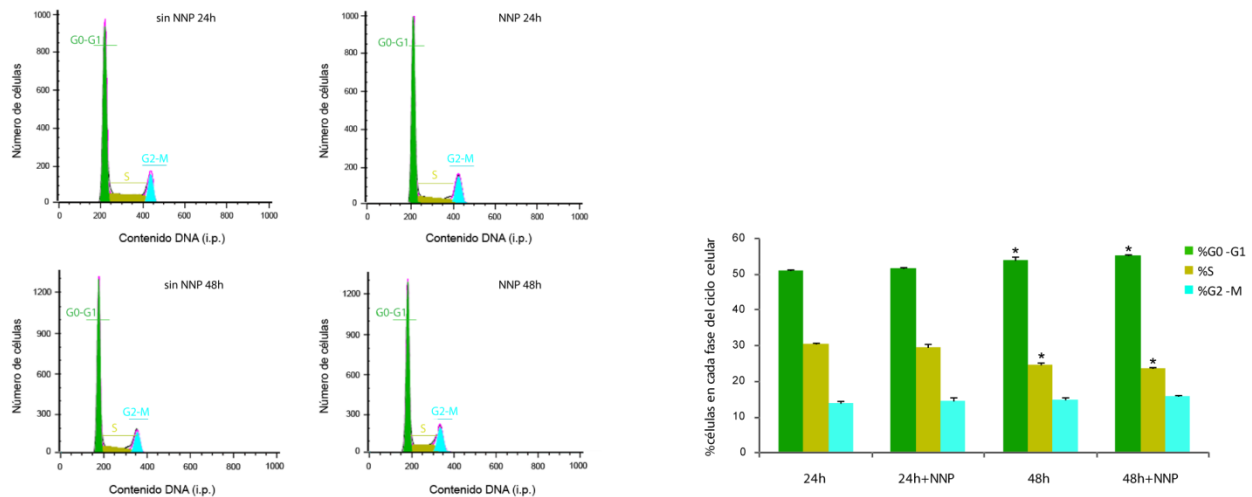 sin NNP 24h
1000
800
600
400
200
0
Número de células
G0-G1
S
G2-M
0 200 400 600 800 1000
Contenido DNA (i.p.)
NNP 24h
1000
800
600
400
200
0
Número de células
G0-G1
S
G2-M
0 200 400 600 800 1000
Contenido DNA (i.p.)
sin NNP 48h
1200
900
600
300
0
Número de células
G0-G1
S
G2-M
0 200 400 600 800 1000
Contenido DNA (i.p.)
NNP 48h
1200
900
600
300
0
Número de células
G0-G1
S
G2-M
0 200 400 600 800 1000
Contenido DNA (i.p.)
%células en cada fase del ciclo celular
60
50
40
30
20
10
0
* *
* *
24h 24h+NNP 48h 48h+NNP
%G0 -G1
%S
%G2 -M